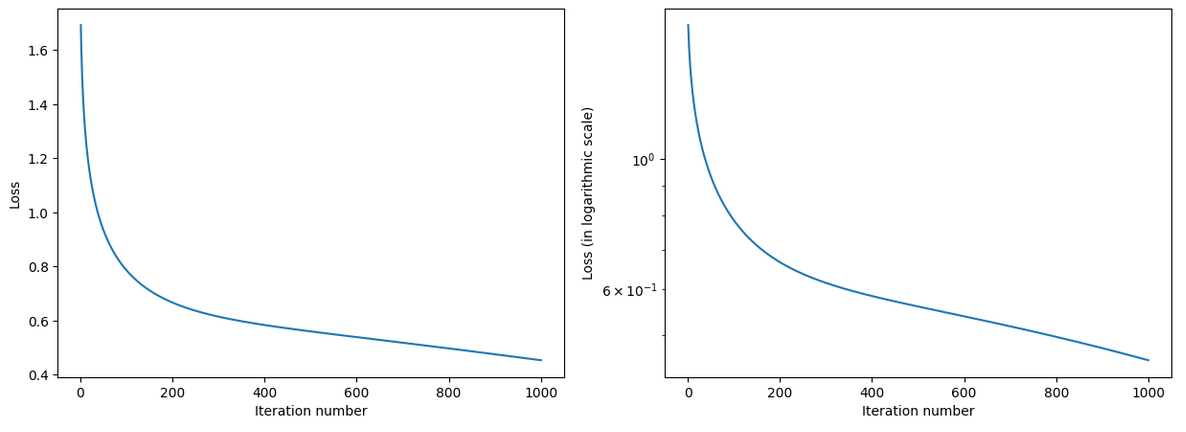 1.6
1.4
1.2
1.0
0.8
0.6
0.4
Loss
0 200 400 600 800 1000
Iteration number
10⁰
6 × 10⁻¹
Loss (in logarithmic scale)
0 200 400 600 800 1000
Iteration number